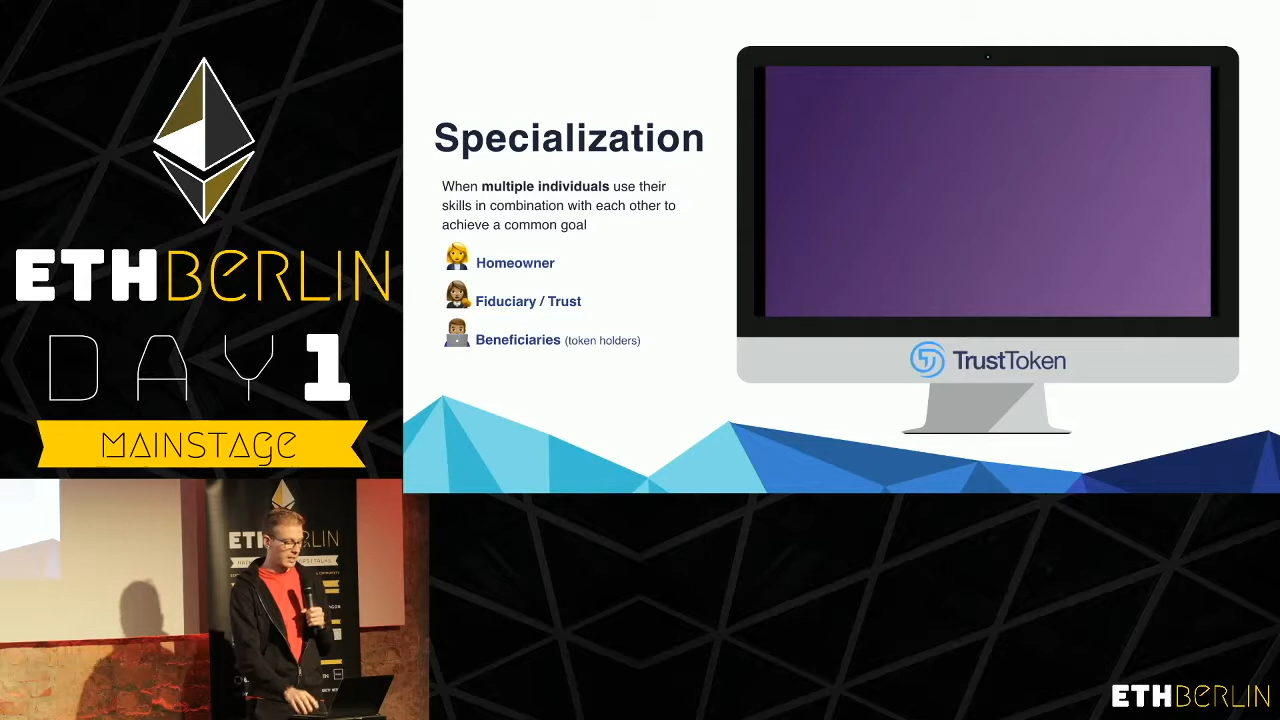 ETHBERLIN
DAY1
MAINSTAGE
Specialization
When multiple individuals use their
skills in combination with each other to
achieve a common goal
Homeowner
Fiduciary / Trust
Beneficiaries (token holders)
TrustToken
ETHBERLIN
ETHBERLIN